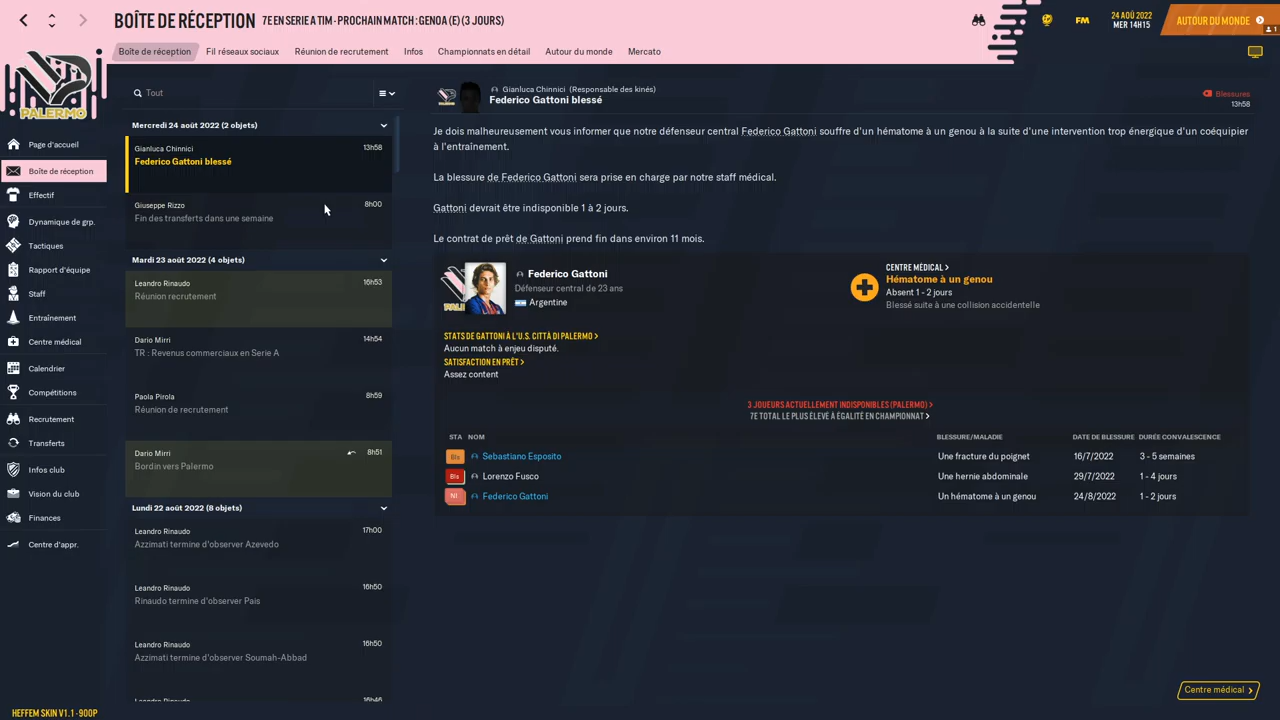 BOÎTE DE RÉCEPTION
7E EN SERIE A TIM - PROCHAIN MATCH : GENOA (E) (3 JOURS)
FM
24 AOÛ 2022
MER 14H15
AUTOUR DU MONDE
1
Boîte de réception
Fil réseaux sociaux
Réunion de recrutement
Infos
Championnats en détail
Autour du monde
Mercato
PALERMO
Page d'accueil
Boîte de réception
Effectif
Dynamique de grp.
Tactiques
Rapport d'équipe
Staff
Entraînement
Centre médical
Calendrier
Compétitions
Recrutement
Transferts
Infos club
Vision du club
Finances
Centre d'appr.
HEFFEM SKIN V1.1 - 900P
Tout
Mercredi 24 août 2022 (2 objets)
Gianluca Chinnici 13h58
Federico Gattoni blessé
Giuseppe Rizzo 8h00
Fin des transferts dans une semaine
Mardi 23 août 2022 (4 objets)
Leandro Rinaudo 16h53
Réunion recrutement
Dario Mirri 14h54
TR : Revenus commerciaux en Serie A
Paola Pirola 8h59
Réunion de recrutement
Dario Mirri 8h51
Bordin vers Palermo
Lundi 22 août 2022 (8 objets)
Leandro Rinaudo 17h00
Azzimati termine d'observer Azevedo
Leandro Rinaudo 16h50
Rinaudo termine d'observer Pais
Leandro Rinaudo 16h50
Azzimati termine d'observer Soumah-Abbad
Leandro Rinaudo 16h46
Gianluca Chinnici (Responsable des kinés)
Federico Gattoni blessé
Blessures
13h58
Je dois malheureusement vous informer que notre défenseur central Federico Gattoni souffre d'un hématome à un genou à la suite d'une intervention trop énergique d'un coéquipier
à l'entraînement.
La blessure de Federico Gattoni sera prise en charge par notre staff médical.
Gattoni devrait être indisponible 1 à 2 jours.
Le contrat de prêt de Gattoni prend fin dans environ 11 mois.
Federico Gattoni
Défenseur central de 23 ans
Argentine
CENTRE MÉDICAL >
Hématome à un genou
Absent 1 - 2 jours
Blessé suite à une collision accidentelle
STATS DE GATTONI À L'U.S. CITTÀ DI PALERMO >
Aucun match à enjeu disputé.
SATISFACTION EN PRÊT >
Assez content
3 JOUEURS ACTUELLEMENT INDISPONIBLES (PALERMO) >
7E TOTAL LE PLUS ÉLEVÉ À ÉGALITÉ EN CHAMPIONNAT >
STA NOM BLESSURE/MALADIE DATE DE BLESSURE DURÉE CONVALESCENCE
Bls Sebastiano Esposito Une fracture du poignet 16/7/2022 3 - 5 semaines
Bls Lorenzo Fusco Une hernie abdominale 29/7/2022 1 - 4 jours
NI Federico Gattoni Un hématome à un genou 24/8/2022 1 - 2 jours
Centre médical >